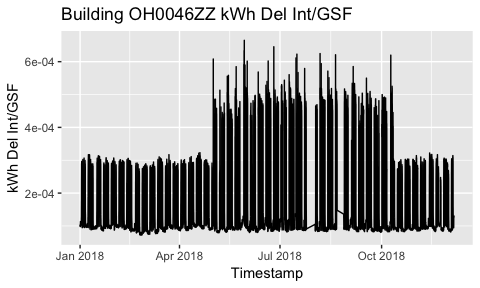 Building OH0046ZZ kWh Del Int/GSF
6e-04
4e-04
2e-04
kWh Del Int/GSF
Jan 2018 Apr 2018 Jul 2018 Oct 2018
Timestamp